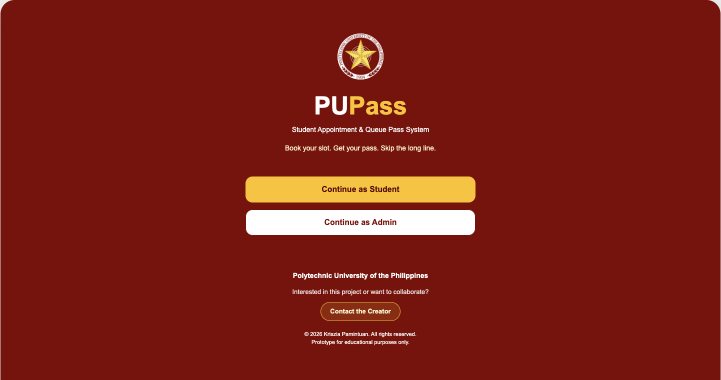 PUPass
Student Appointment & Queue Pass System
Book your slot. Get your pass. Skip the long line.
Continue as Student
Continue as Admin
Polytechnic University of the Philippines
Interested in this project or want to collaborate?
Contact the Creator
© 2026 Kriszia Pamintuan. All rights reserved.
Prototype for educational purposes only.